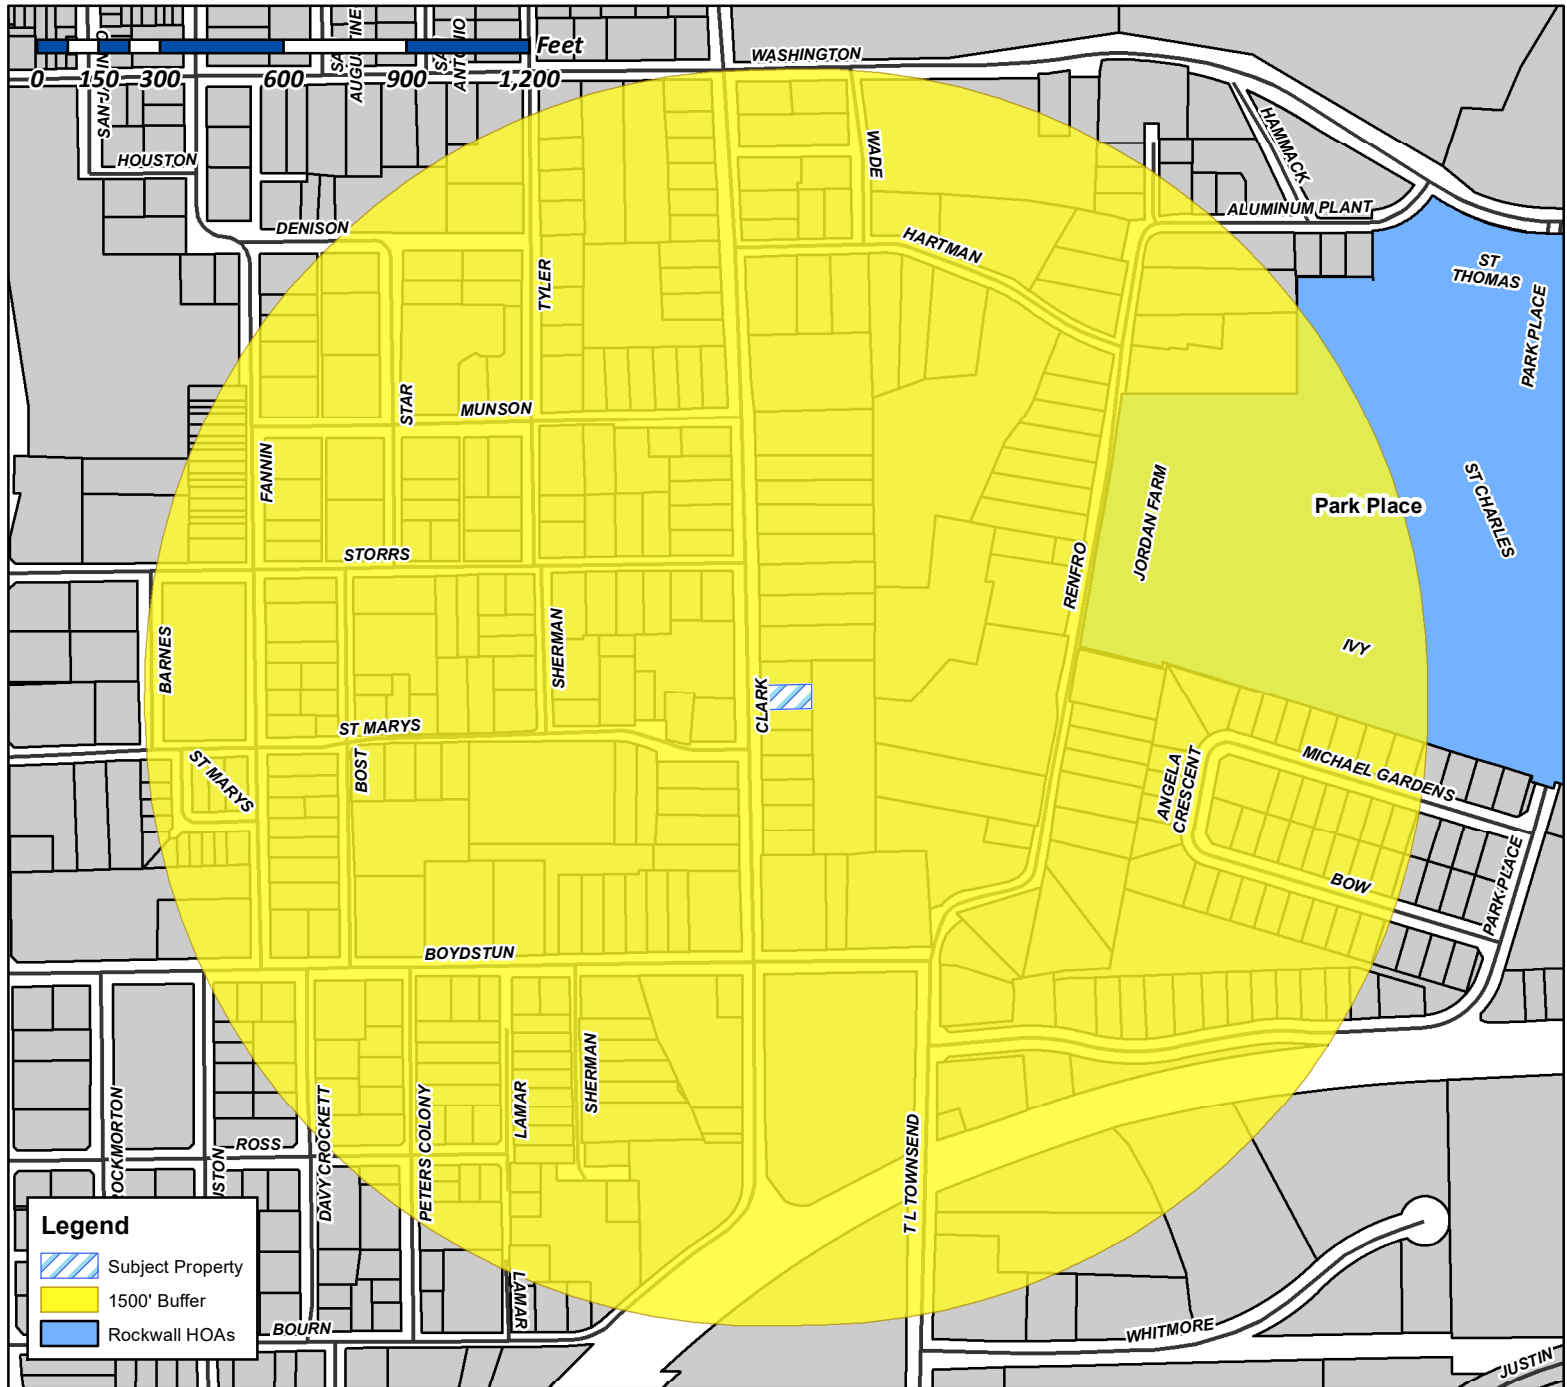 Feet
0 150 300 600 900 1,200
WASHINGTON
AUGUSTINE
ANTONIO
HOUSTON
DENISON
WADE
HAMMACK
ALUMINUM PLANT
HARTMAN
TYLER
ST
THOMAS
PARK PLACE
STAR
MUNSON
FANNIN
JORDAN FARM
Park Place
ST CHARLES
STORRS
RENFRO
BARNES
SHERMAN
IVY
CLARK
ST MARYS
ST MARYS
BOST
ANGELA
CRESCENT
MICHAEL GARDENS
BOW
PARK PLACE
BOYDSTUN
SHERMAN
LAMAR
PETERS COLONY
DAVY CROCKETT
ROSS
T L TOWNSEND
LAMAR
BOURN
WHITMORE
JUSTIN
Legend
Subject Property
1500' Buffer
Rockwall HOAs